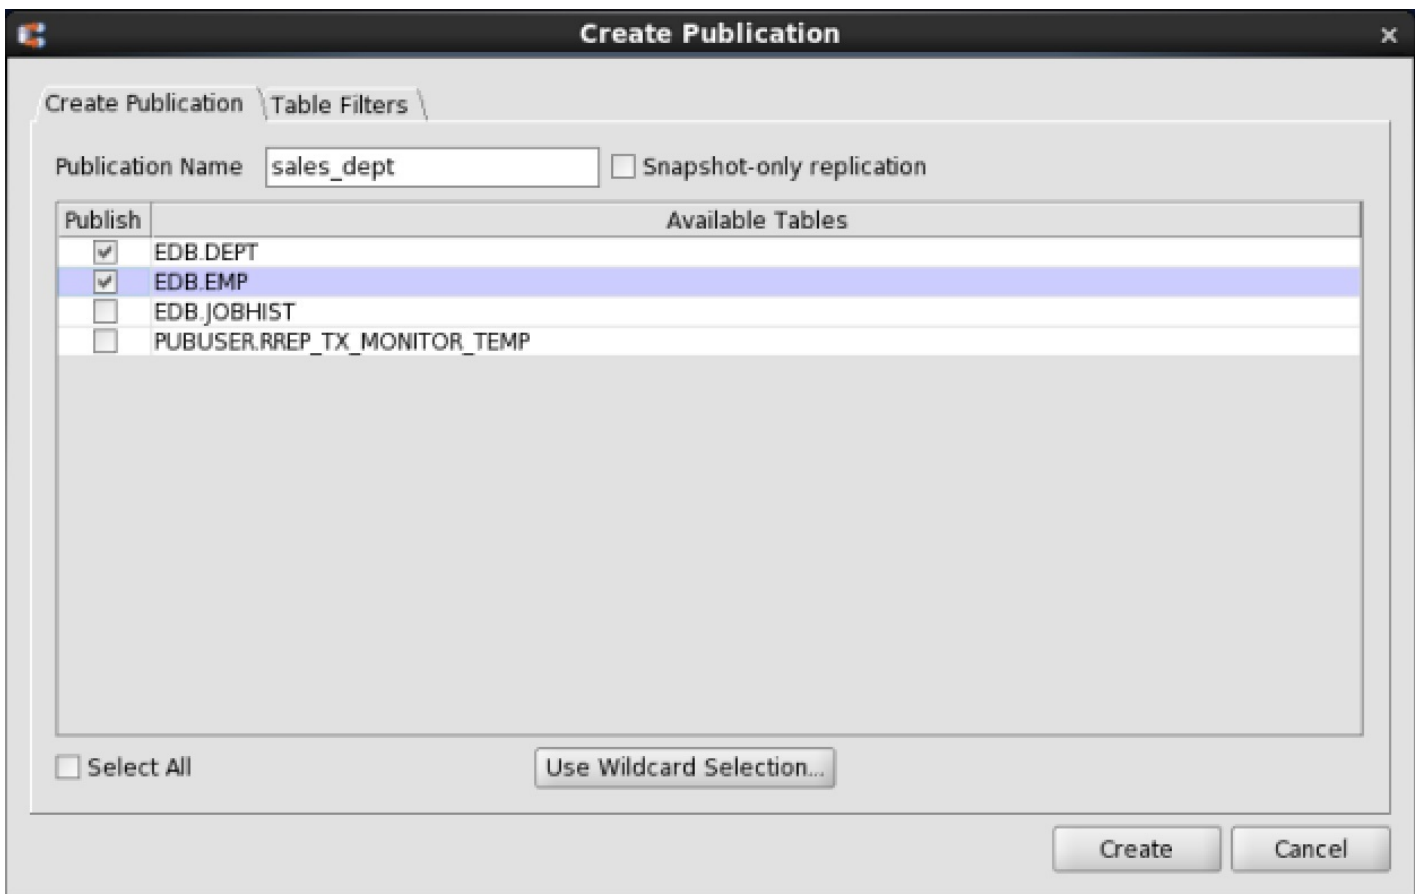 Create Publication
Create Publication Table Filters
Publication Name sales_dept Snapshot-only replication
Publish Available Tables
EDB.DEPT
EDB.EMP
EDB.JOBHIST
PUBUSER.RREP_TX_MONITOR_TEMP
Select All Use Wildcard Selection...
Create Cancel